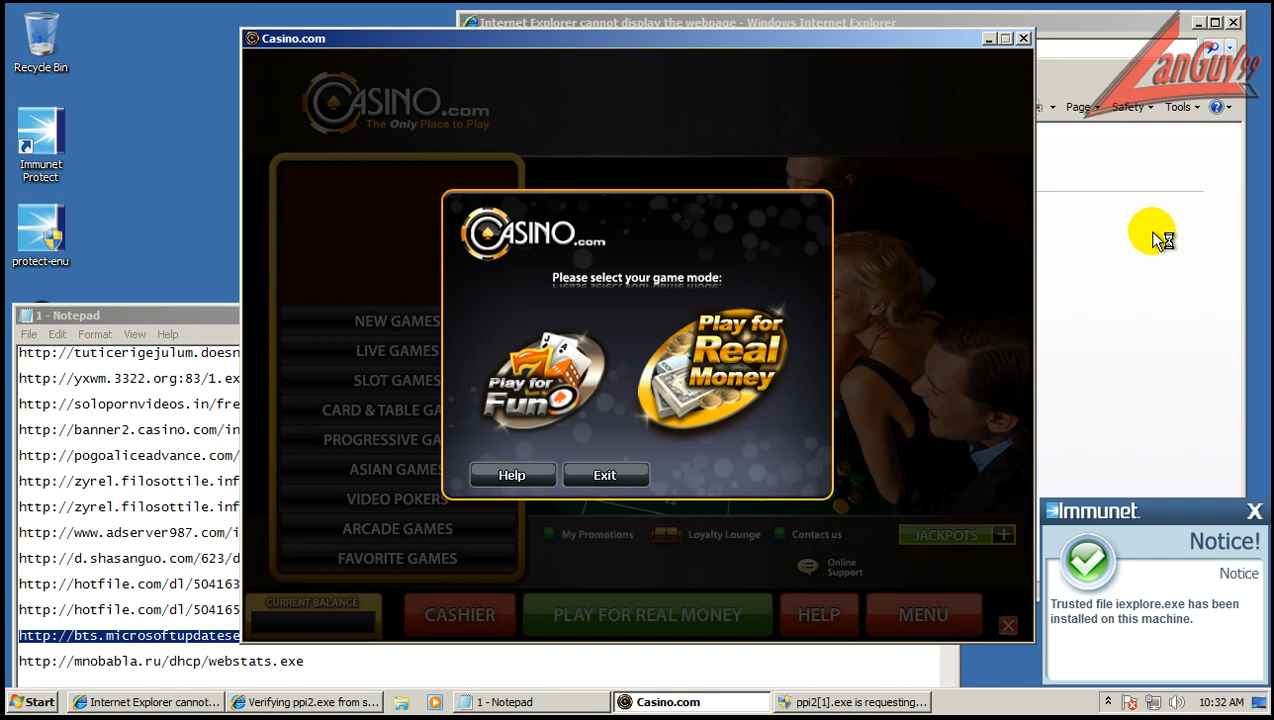 Recycle Bin
Immunet
Protect
protect-enu
Internet Explorer cannot display the webpage - Windows Internet Explorer
LanGuy99
Page
Safety
Tools
Casino.com
CASINO.com
The Only Place to Play
NEW GAMES
LIVE GAMES
SLOT GAMES
CARD & TABLE GA
PROGRESSIVE GA
ASIAN GAMES
VIDEO POKERS
ARCADE GAMES
FAVORITE GAMES
CASINO.com
Please select your game mode:
Play for
Fun
Play for
Real
Money
Help
Exit
My Promotions
Loyalty Lounge
Contact us
JACKPOTS +
Online
Support
CURRENT BALANCE
CASHIER
PLAY FOR REAL MONEY
HELP
MENU
1 - Notepad
File Edit Format View Help
http://tuticerigejulum.doesn
http://yxwm.3322.org:83/1.ex
http://solopornvideos.in/fre
http://banner2.casino.com/in
http://pogoaliceadvance.com/
http://zyrel.filosottile.inf
http://zyrel.filosottile.inf
http://www.adserver987.com/i
http://d.shasanguo.com/623/d
http://hotfile.com/dl/504163
http://hotfile.com/dl/504165
http://bts.microsoftupdatese
http://mnobabla.ru/dhcp/webstats.exe
Immunet X
Notice!
Notice
Trusted file iexplore.exe has been
installed on this machine.
Start
Internet Explorer cannot...
Verifying ppi2.exe from s...
1 - Notepad
Casino.com
ppi2[1].exe is requesting...
10:32 AM